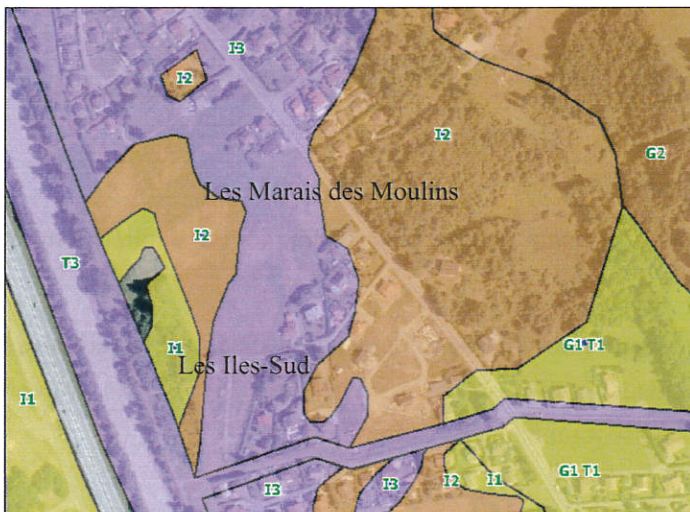 I3
I2
I2
G2
Les Marais des Moulins
I2
T3
G1 T1
I1
Les Iles-Sud
I1
G1 T1
I3
I3
I2
I1